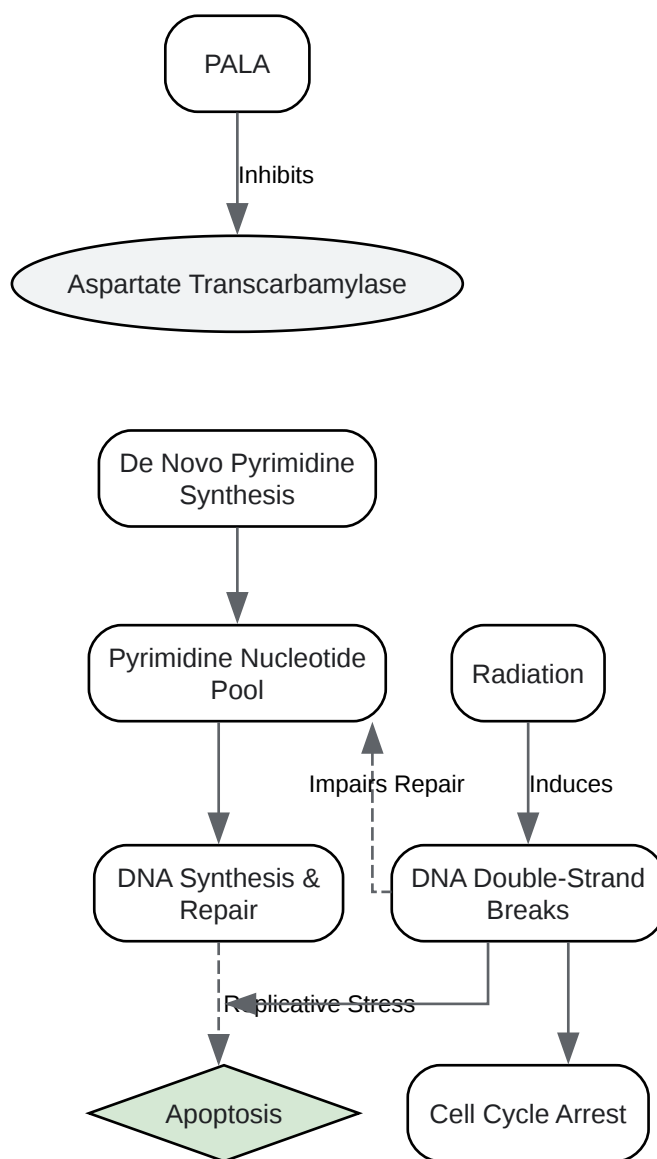 PALA
Inhibits
Aspartate Transcarbamylase
De Novo Pyrimidine
Synthesis
Pyrimidine Nucleotide
Pool
Radiation
Impairs Repair
Induces
DNA Synthesis &
Repair
DNA Double-Strand
Breaks
Replicative Stress
Apoptosis
Cell Cycle Arrest